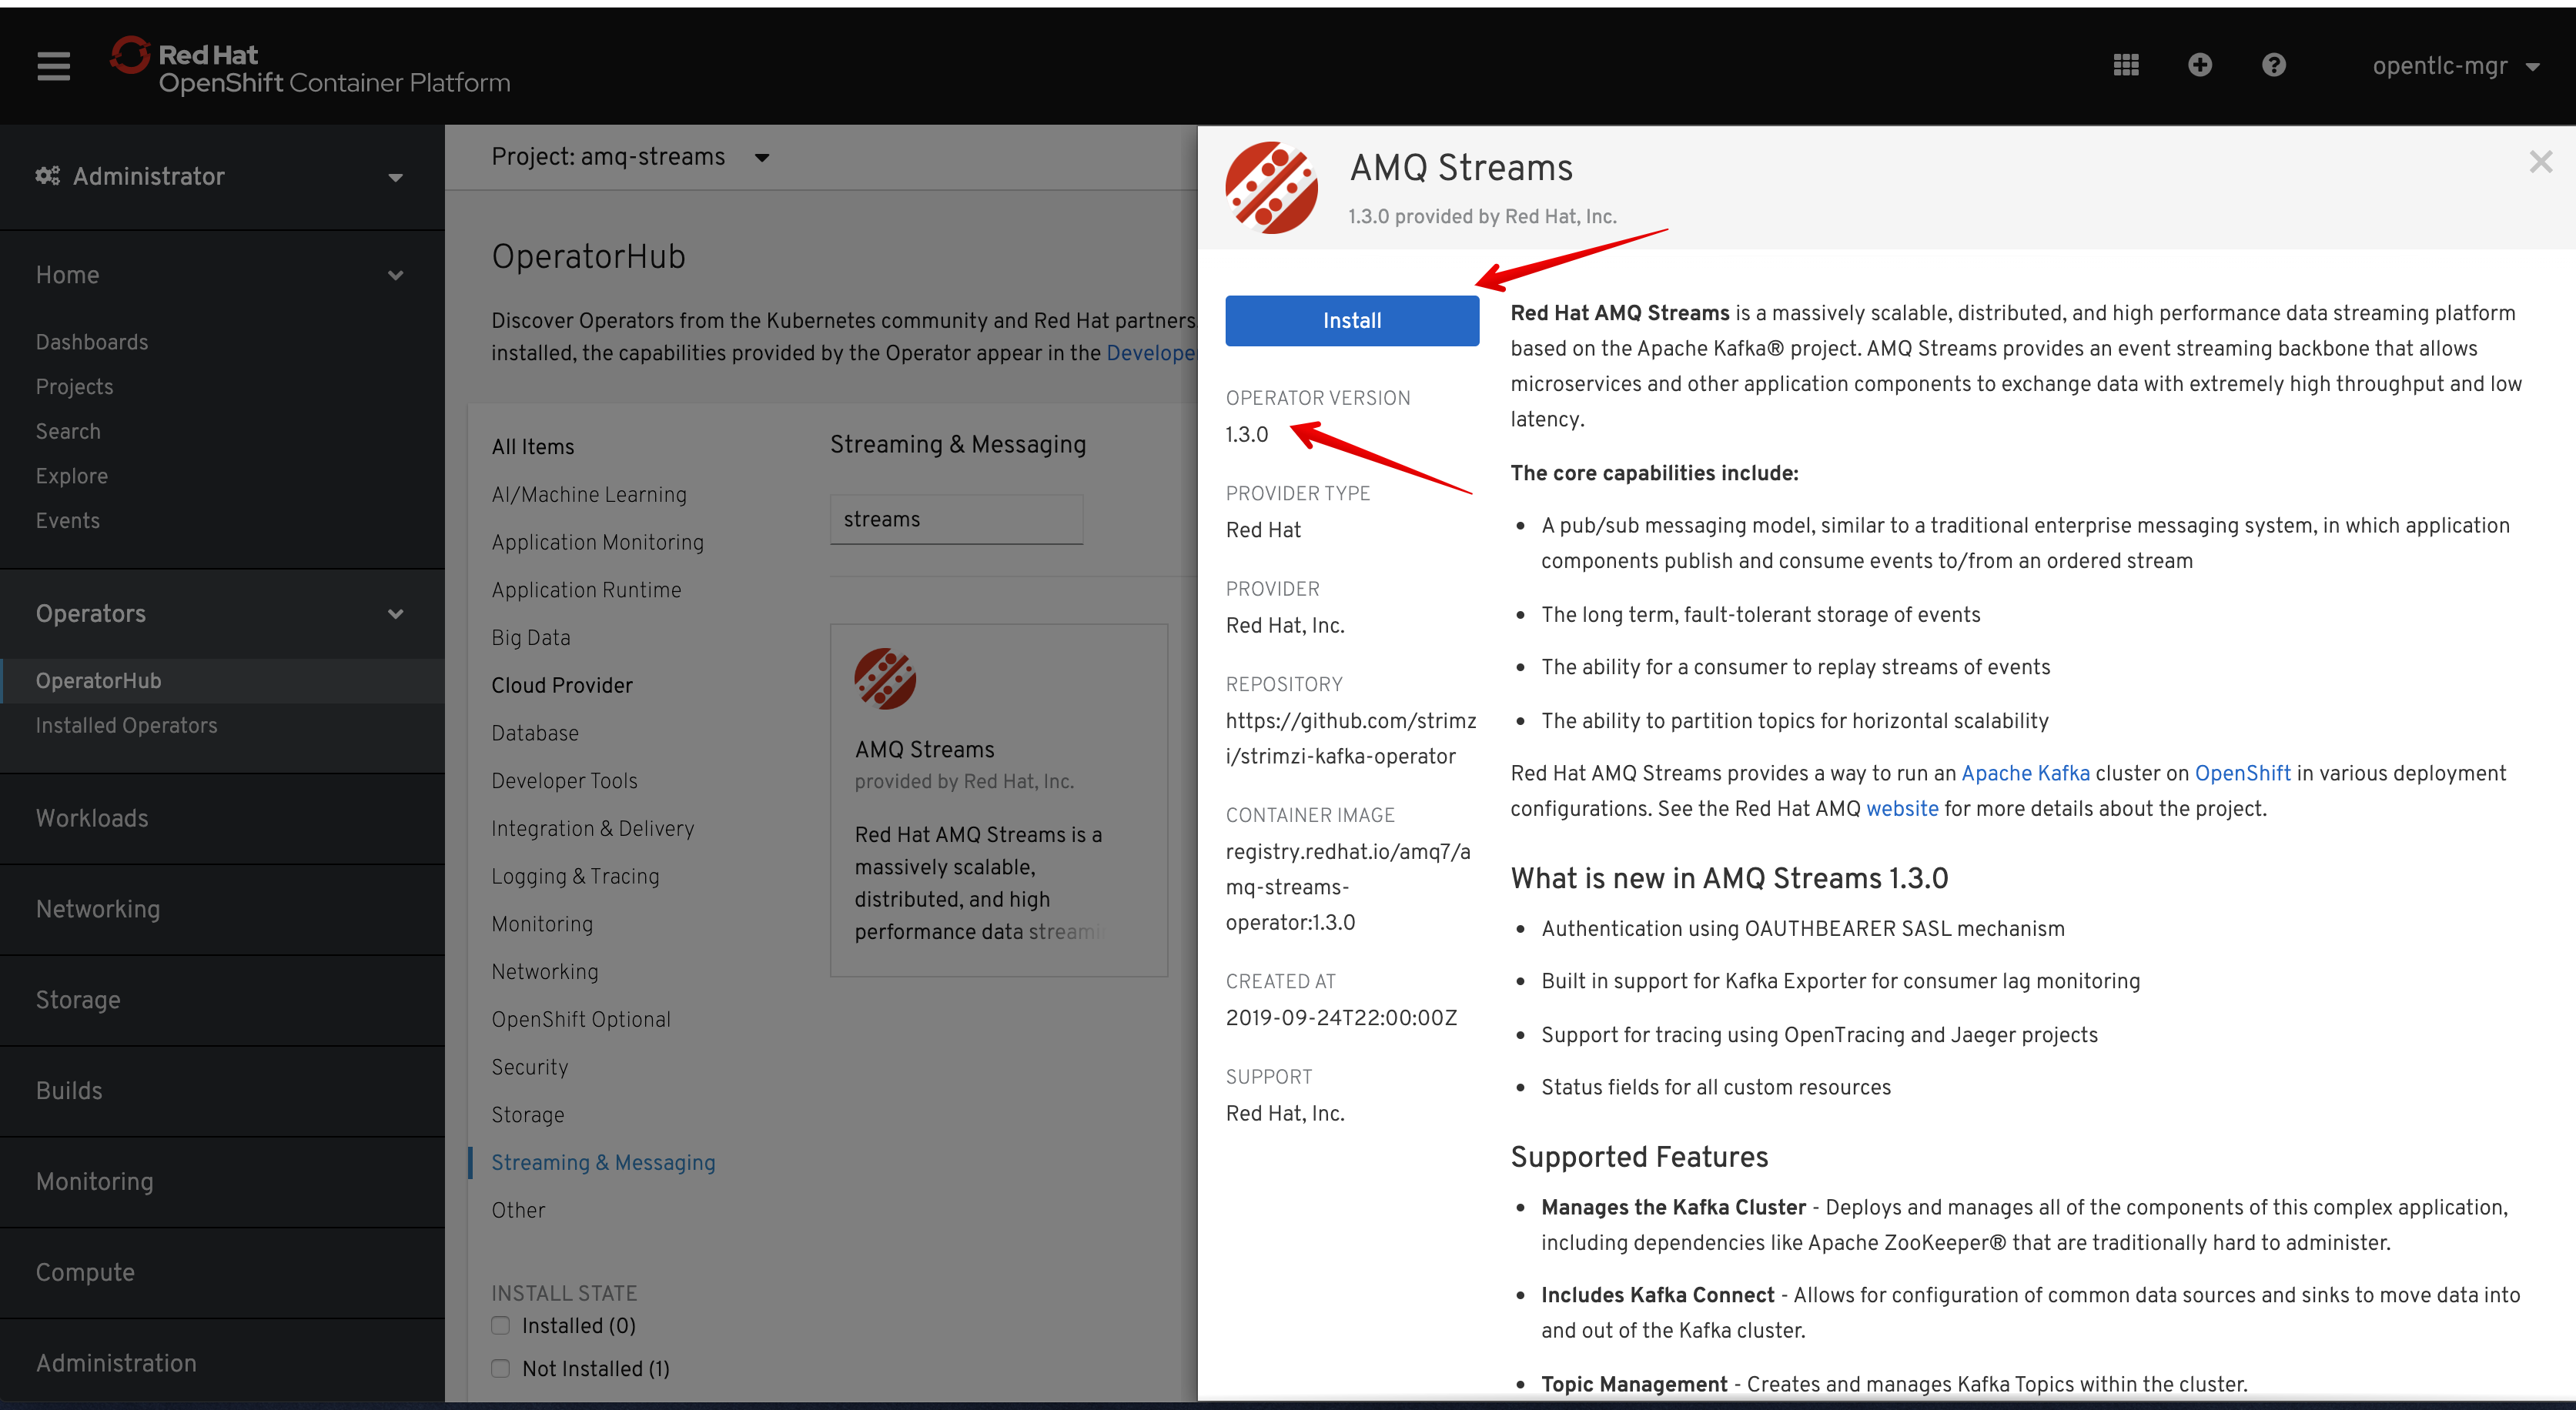 Red Hat
OpenShift Container Platform
opentlc-mgr
Administrator
Home
Dashboards
Projects
Search
Explore
Events
Operators
OperatorHub
Installed Operators
Workloads
Networking
Storage
Builds
Monitoring
Compute
Administration
Project: amq-streams
OperatorHub
Discover Operators from the Kubernetes community and Red Hat partners
installed, the capabilities provided by the Operator appear in the Develope
All Items
AI/Machine Learning
Application Monitoring
Application Runtime
Big Data
Cloud Provider
Database
Developer Tools
Integration & Delivery
Logging & Tracing
Monitoring
Networking
OpenShift Optional
Security
Storage
Streaming & Messaging
Other
INSTALL STATE
Installed (0)
Not Installed (1)
Streaming & Messaging
streams
AMQ Streams
provided by Red Hat, Inc.
Red Hat AMQ Streams is a
massively scalable,
distributed, and high
performance data streami
AMQ Streams
1.3.0 provided by Red Hat, Inc.
Install
OPERATOR VERSION
1.3.0
PROVIDER TYPE
Red Hat
PROVIDER
Red Hat, Inc.
REPOSITORY
https://github.com/strimz
i/strimzi-kafka-operator
CONTAINER IMAGE
registry.redhat.io/amq7/a
mq-streams-
operator:1.3.0
CREATED AT
2019-09-24T22:00:00Z
SUPPORT
Red Hat, Inc.
Red Hat AMQ Streams is a massively scalable, distributed, and high performance data streaming platform
based on the Apache Kafka® project. AMQ Streams provides an event streaming backbone that allows
microservices and other application components to exchange data with extremely high throughput and low
latency.
The core capabilities include:
• A pub/sub messaging model, similar to a traditional enterprise messaging system, in which application
components publish and consume events to/from an ordered stream
• The long term, fault-tolerant storage of events
• The ability for a consumer to replay streams of events
• The ability to partition topics for horizontal scalability
Red Hat AMQ Streams provides a way to run an Apache Kafka cluster on OpenShift in various deployment
configurations. See the Red Hat AMQ website for more details about the project.
What is new in AMQ Streams 1.3.0
• Authentication using OAUTHBEARER SASL mechanism
• Built in support for Kafka Exporter for consumer lag monitoring
• Support for tracing using OpenTracing and Jaeger projects
• Status fields for all custom resources
Supported Features
• Manages the Kafka Cluster - Deploys and manages all of the components of this complex application,
including dependencies like Apache ZooKeeper® that are traditionally hard to administer.
• Includes Kafka Connect - Allows for configuration of common data sources and sinks to move data into
and out of the Kafka cluster.
• Topic Management - Creates and manages Kafka Topics within the cluster.